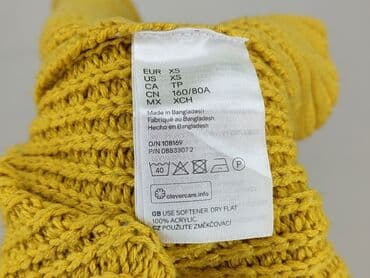 EUR XS
US XS
CA TP
CN 160/80A
MX XCH
Made in Bangladesh
Fabriqué au Bangladesh
Hecho en Bangladesh
O/N 108169
P/N 0883307 2
40 P
clevercare.info
GB USE SOFTENER. DRY FLAT
100% ACRYLIC.
CZ POUŽIJTE ZMĚKČOVACÍ